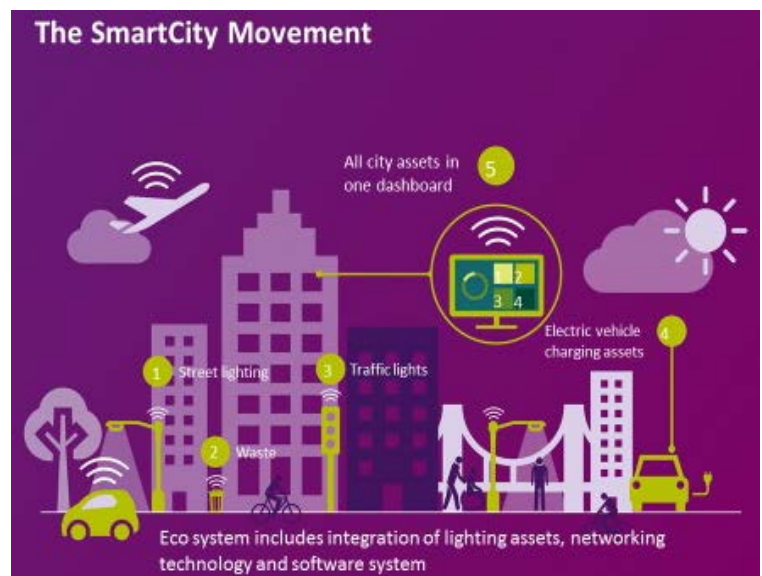 The SmartCity Movement
All city assets in
one dashboard
5
1 2
3 4
Electric vehicle
charging assets
4
1
Street lighting
3
Traffic lights
2
Waste
Eco system includes integration of lighting assets, networking
technology and software system